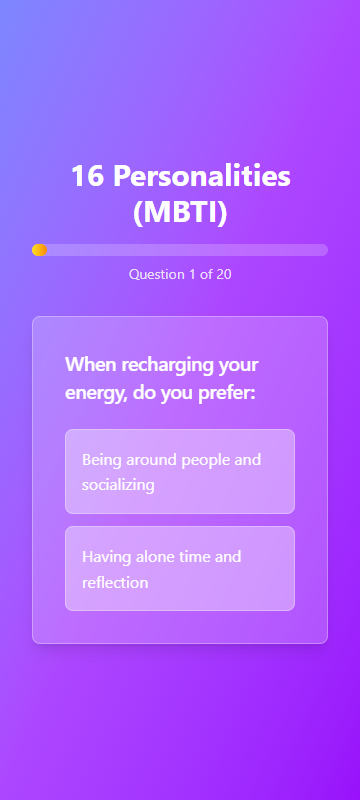 16 Personalities
(MBTI)
Question 1 of 20
When recharging your
energy, do you prefer:
Being around people and
socializing
Having alone time and
reflection